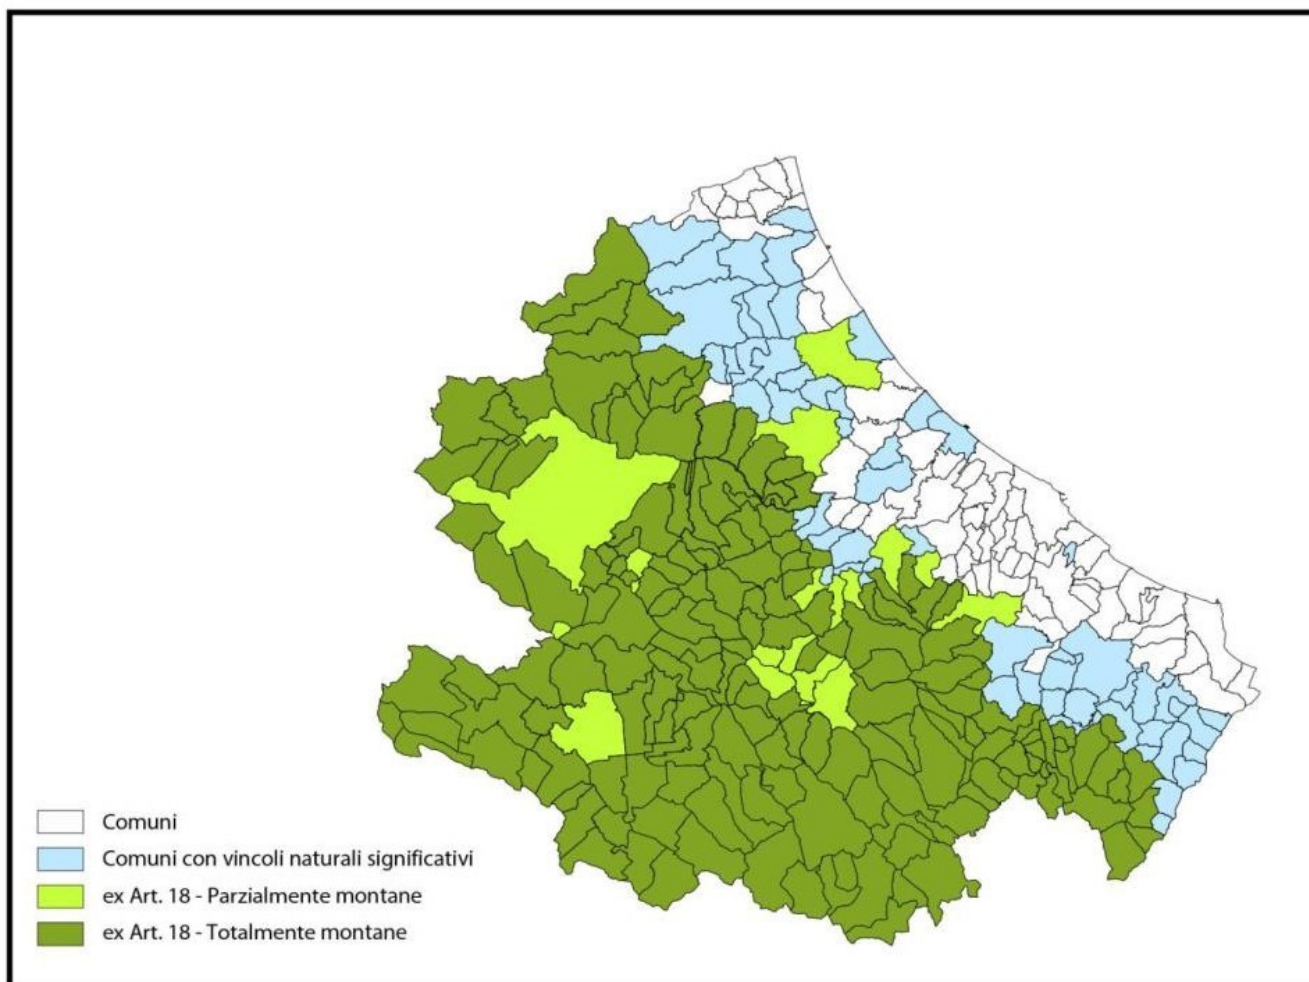 Comuni
Comuni con vincoli naturali significativi
ex Art. 18 - Parzialmente montane
ex Art. 18 - Totalmente montane